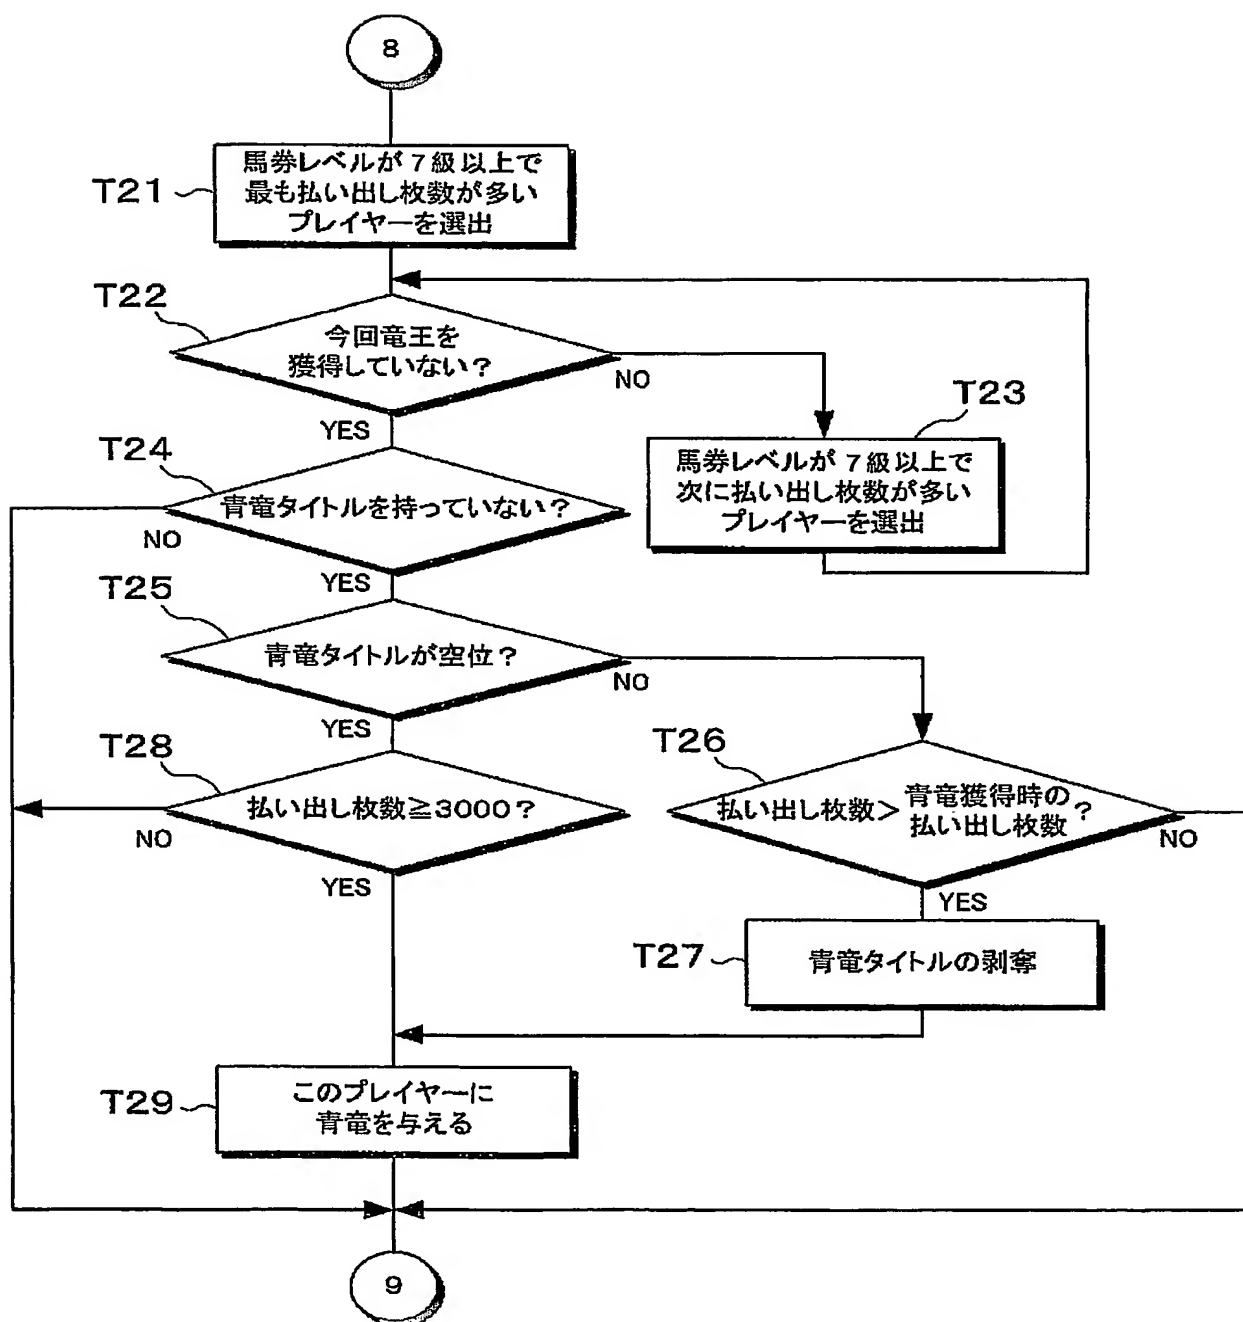 8
T21
馬券レベルが7級以上で
最も払い出し枚数が多い
プレイヤーを選出
T22
今回竜王を
獲得していない?
NO
YES
T23
馬券レベルが7級以上で
次に払い出し枚数が多い
プレイヤーを選出
T24
青竜タイトルを持っていない?
NO
YES
T25
青竜タイトルが空位?
NO
YES
T26
払い出し枚数>青竜獲得時の
払い出し枚数?
NO
YES
T27
青竜タイトルの剥奪
T28
払い出し枚数≧3000?
NO
YES
T29
このプレイヤーに
青竜を与える
9